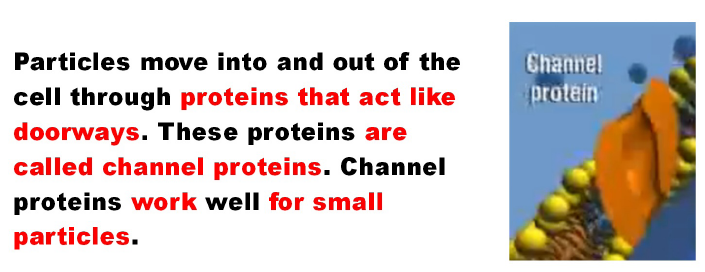 Particles move into and out of the
cell through proteins that act like
doorways. These proteins are
called channel proteins. Channel
proteins work well for small
particles.
Channel
protein